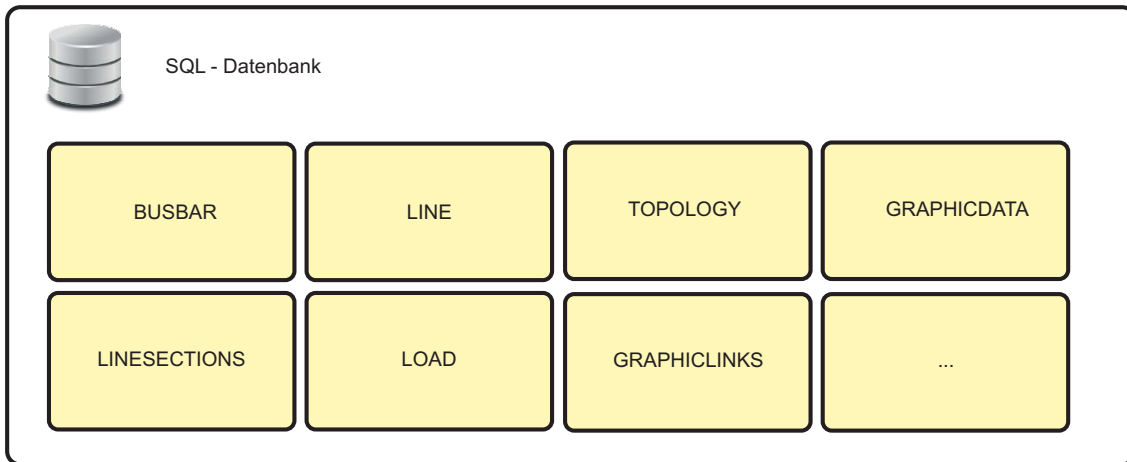 SQL - Datenbank
BUSBAR
LINE
TOPOLOGY
GRAPHICDATA
LINESECTIONS
LOAD
GRAPHICLINKS
...